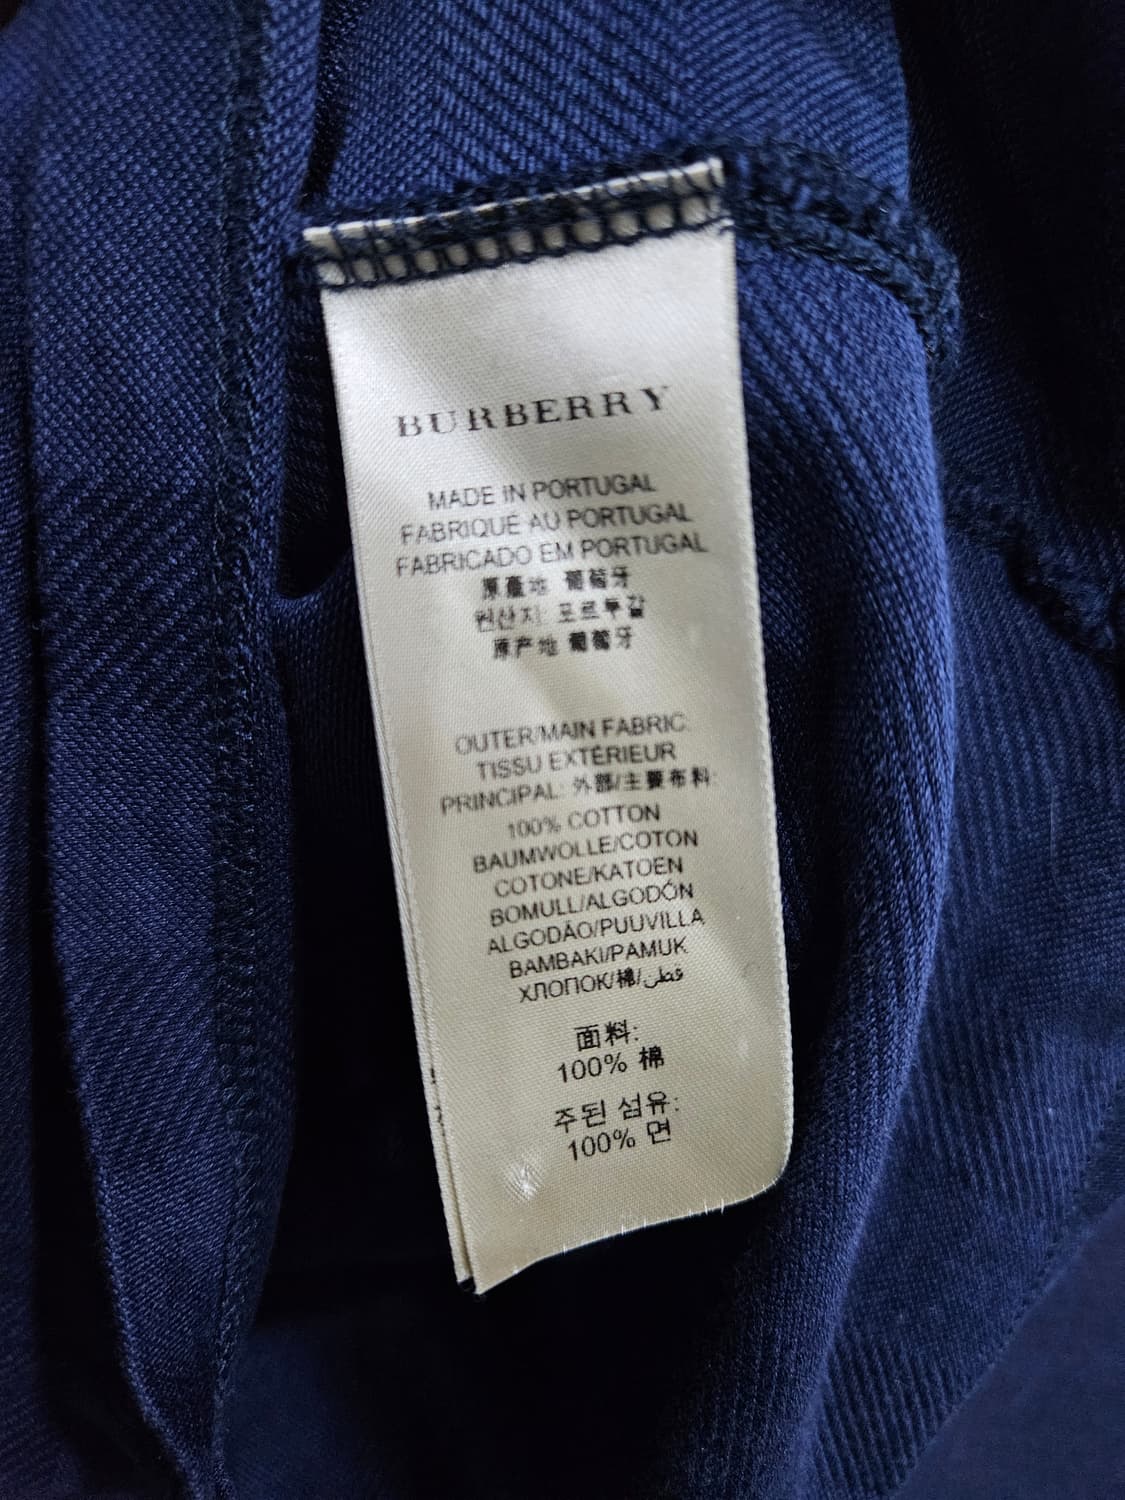 BURBERRY
MADE IN PORTUGAL
FABRIQUÉ AU PORTUGAL
FABRICADO EM PORTUGAL
原產地 葡萄牙
원산지: 포르투갈
原产地 葡萄牙
OUTER/MAIN FABRIC:
TISSU EXTÉRIEUR
PRINCIPAL: 外部/主要布料:
100% COTTON
BAUMWOLLE/COTON
COTONE/KATOEN
BOMULL/ALGODÓN
ALGODÃO/PUUVILLA
BAMBAKI/PAMUK
ХЛОПОК/棉/قطن
面料:
100% 棉
주된 섬유:
100% 면